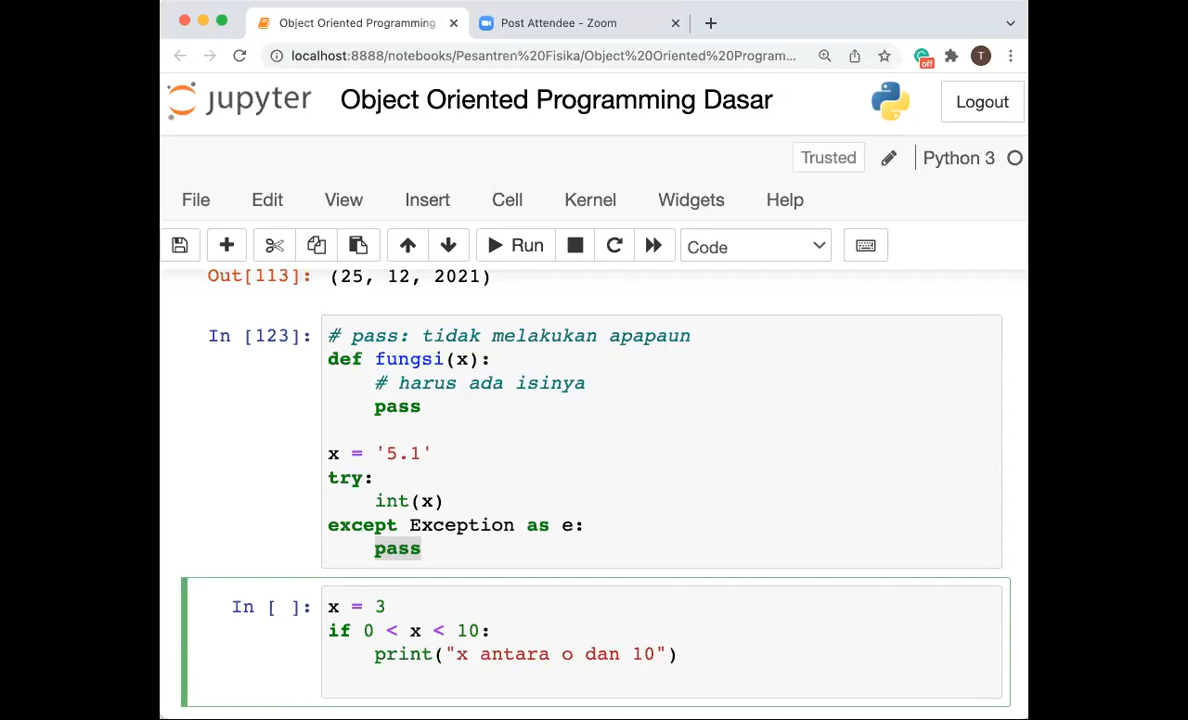 Object Oriented Programming
Post Attendee - Zoom
localhost:8888/notebooks/Pesantren%20Fisika/Object%20Oriented%20Program...
off
T
jupyter Object Oriented Programming Dasar
Logout
Trusted
Python 3
File Edit View Insert Cell Kernel Widgets Help
Run
Code
Out[113]: (25, 12, 2021)
In [123]: # pass: tidak melakukan apapaun
def fungsi(x):
    # harus ada isinya
    pass
x = '5.1'
try:
    int(x)
except Exception as e:
    pass
In [ ]: x = 3
if 0 < x < 10:
    print("x antara o dan 10")